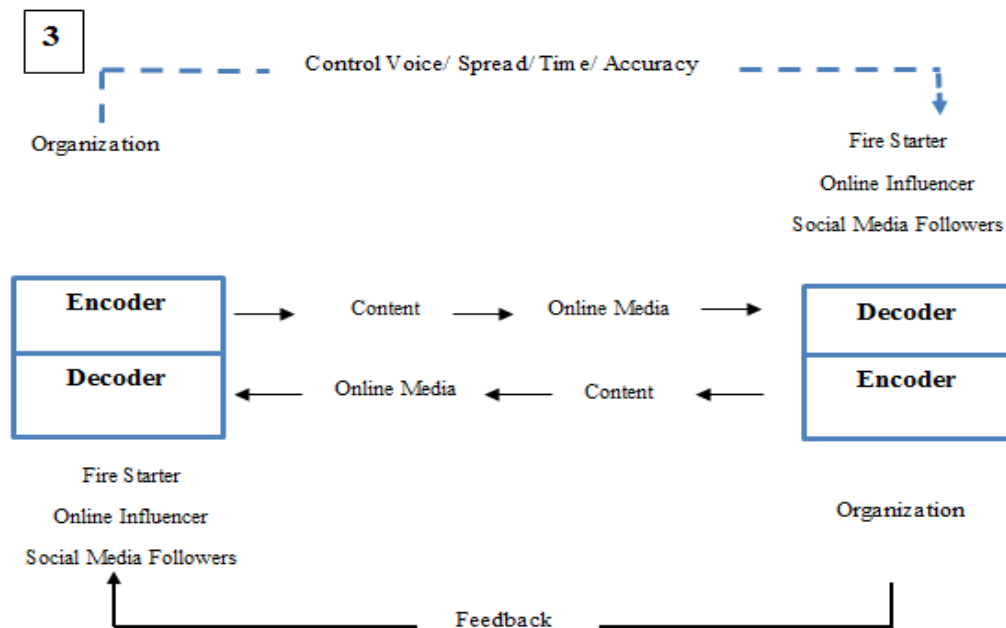 3
Control Voice/ Spread/ Time/ Accuracy
Organization
Fire Starter
Online Influencer
Social Media Followers
Encoder
Content
Online Media
Decoder
Decoder
Online Media
Content
Encoder
Fire Starter
Online Influencer
Social Media Followers
Organization
Feedback